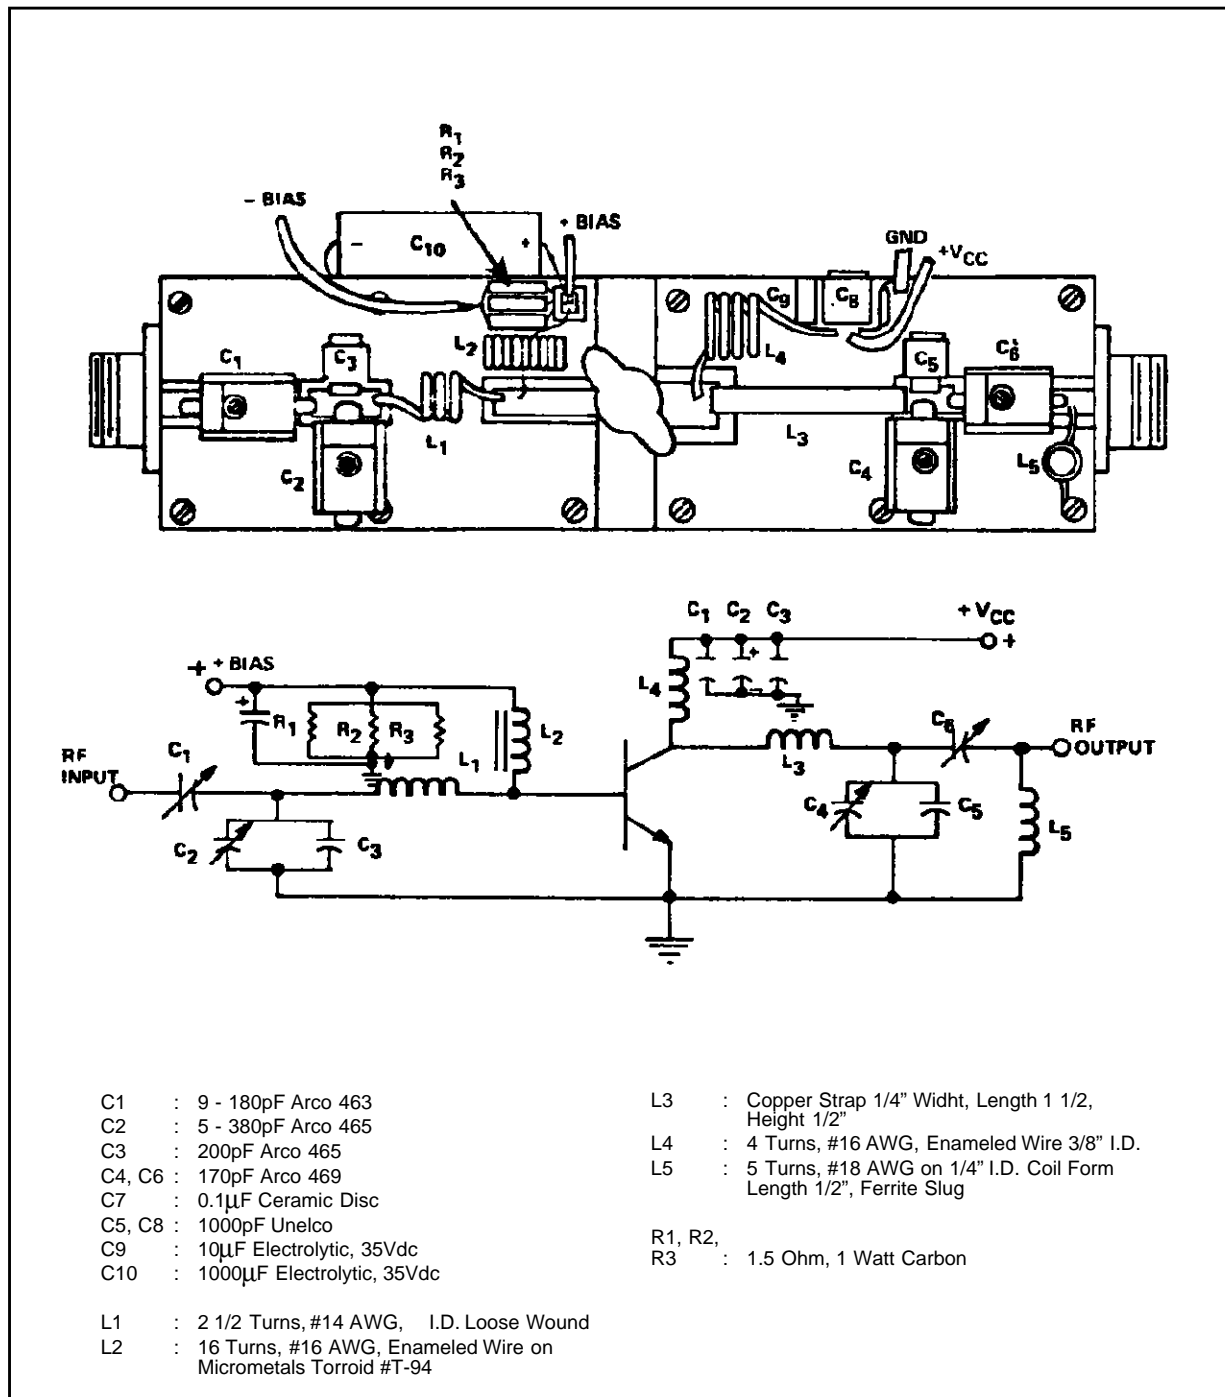 R1
R2
R3
- BIAS
C10
- +
+ BIAS
GND
+VCC
C1
C3
L2
L1
C2
C9
C8
L4
C5
C6
L3
C4
L5
C1 C2 C3
+ VCC
+
+ + BIAS
L4
+
-
+
R1
R2
R3
L2
L1
C1
RF
INPUT
C2
C3
L3
C6
RF
OUTPUT
C4
C5
L5
C1 : 9 - 180pF Arco 463
C2 : 5 - 380pF Arco 465
C3 : 200pF Arco 465
C4, C6 : 170pF Arco 469
C7 : 0.1µF Ceramic Disc
C5, C8 : 1000pF Unelco
C9 : 10µF Electrolytic, 35Vdc
C10 : 1000µF Electrolytic, 35Vdc
L1 : 2 1/2 Turns, #14 AWG, I.D. Loose Wound
L2 : 16 Turns, #16 AWG, Enameled Wire on
Micrometals Torroid #T-94
L3 : Copper Strap 1/4” Widht, Length 1 1/2,
Height 1/2”
L4 : 4 Turns, #16 AWG, Enameled Wire 3/8” I.D.
L5 : 5 Turns, #18 AWG on 1/4” I.D. Coil Form
Length 1/2”, Ferrite Slug
R1, R2,
R3 : 1.5 Ohm, 1 Watt Carbon